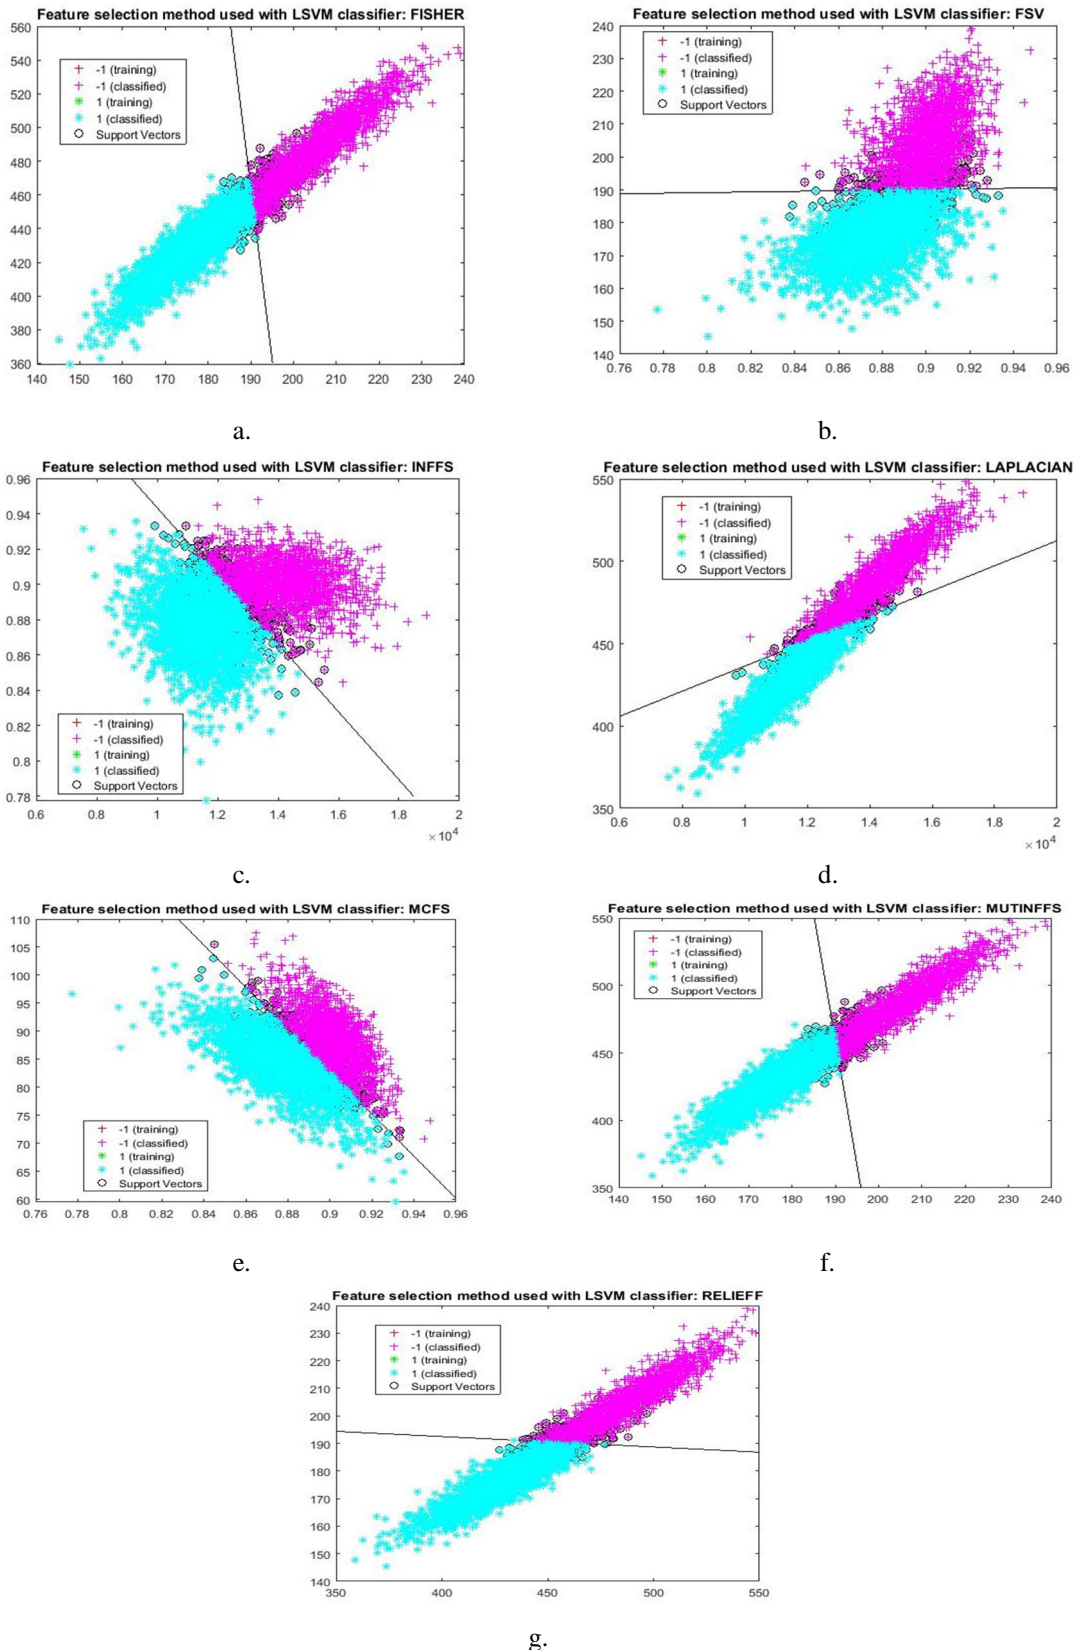 Feature selection method used with LSVM classifier: FISHER
560
540
520
500
480
460
440
420
400
380
360
-1 (training)
-1 (classified)
1 (training)
1 (classified)
Support Vectors
140 160 170 180 190 200 210 220 230 240
a.
Feature selection method used with LSVM classifier: FSV
240
230
220
210
200
190
180
170
160
150
140
-1 (training)
-1 (classified)
1 (training)
1 (classified)
Support Vectors
0.76 0.78 0.8 0.82 0.84 0.86 0.88 0.9 0.92 0.94 0.96
b.
Feature selection method used with LSVM classifier: INFFS
0.96
0.94
0.92
0.9
0.88
0.86
0.84
0.82
0.8
0.78
-1 (training)
-1 (classified)
1 (training)
1 (classified)
Support Vectors
0.6 0.8 1 1.2 1.4 1.6 1.8 2
×10⁴
c.
Feature selection method used with LSVM classifier: LAPLACIAN
550
500
450
400
350
-1 (training)
-1 (classified)
1 (training)
1 (classified)
Support Vectors
0.6 0.8 1 1.2 1.4 1.6 1.8 2
×10⁴
d.
Feature selection method used with LSVM classifier: MCFS
110
105
100
95
90
85
80
75
70
65
60
-1 (training)
-1 (classified)
1 (training)
1 (classified)
Support Vectors
0.76 0.78 0.8 0.82 0.84 0.86 0.88 0.9 0.92 0.94 0.96
e.
Feature selection method used with LSVM classifier: MUTINFFS
550
500
450
400
350
-1 (training)
-1 (classified)
1 (training)
1 (classified)
Support Vectors
140 150 160 170 180 190 200 210 220 230 240
f.
Feature selection method used with LSVM classifier: RELIEFF
240
230
220
210
200
190
180
170
160
150
140
-1 (training)
-1 (classified)
1 (training)
1 (classified)
Support Vectors
350 400 450 500 550
g.